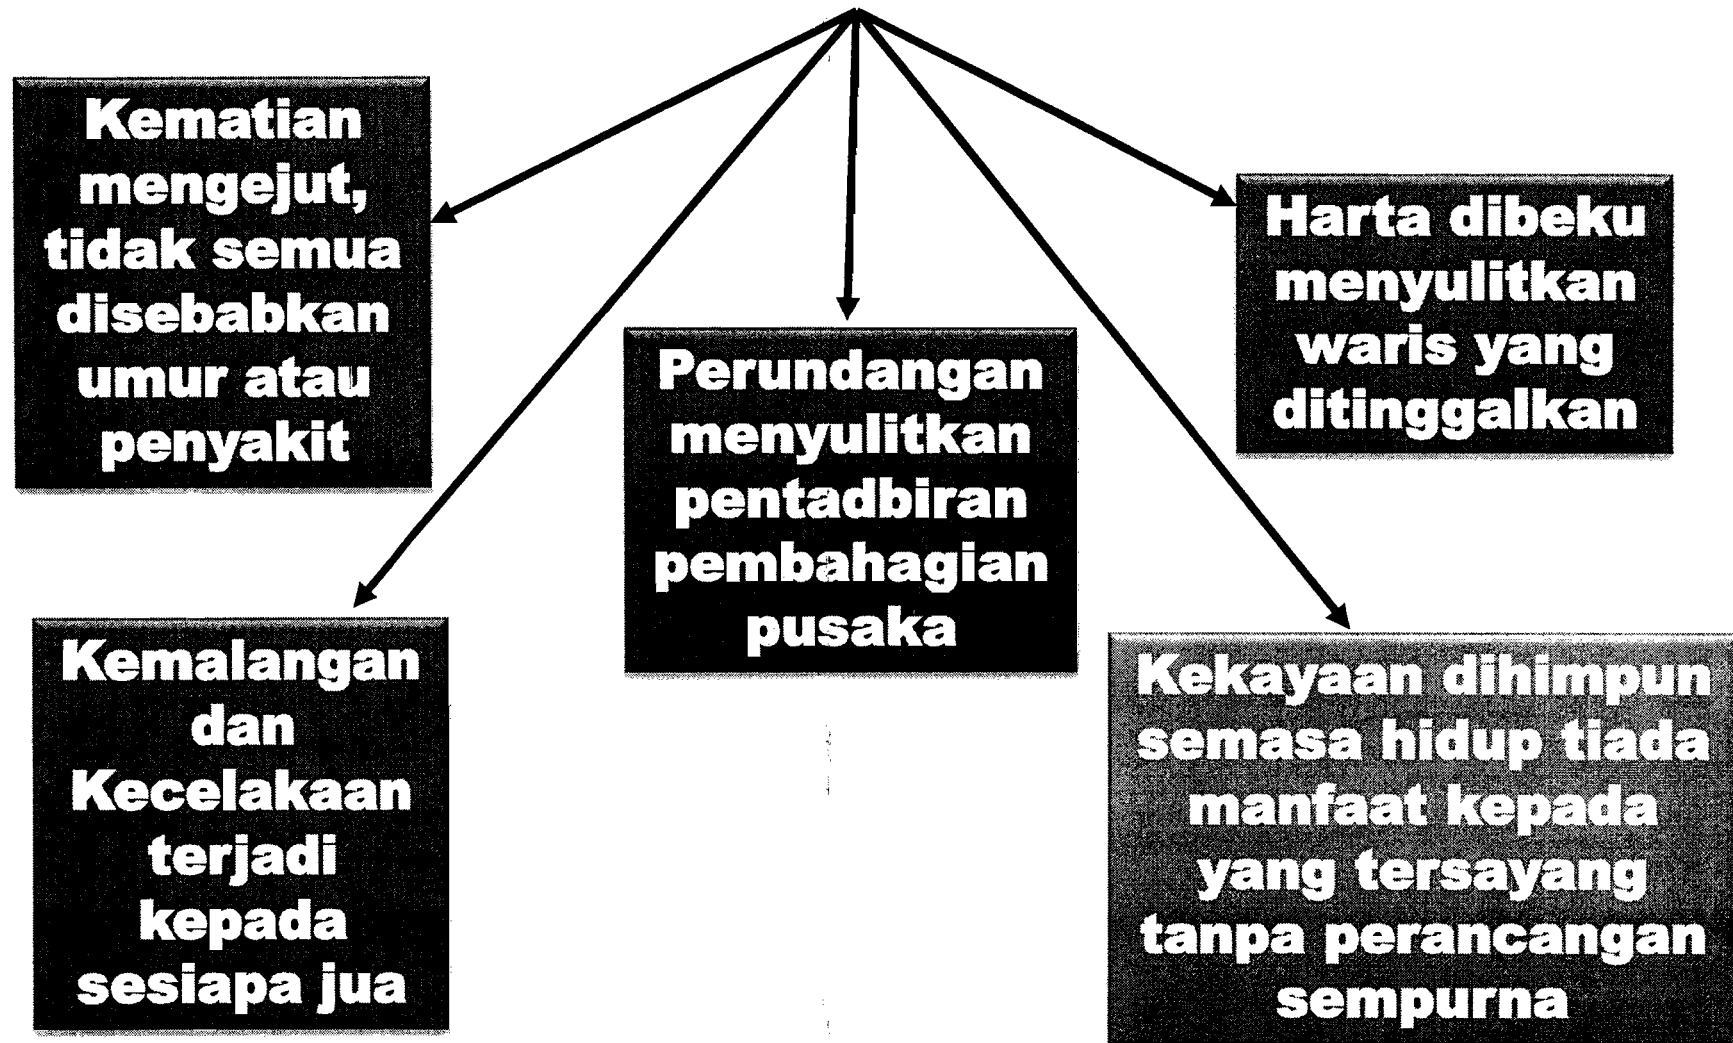 Kematian
mengejut,
tidak semua
disebabkan
umur atau
penyakit
Harta dibeku
menyulitkan
waris yang
ditinggalkan
Perundangan
menyulitkan
pentadbiran
pembahagian
pusaka
Kemalangan
dan
Kecelakaan
terjadi
kepada
sesiapa jua
Kekayaan dihimpun
semasa hidup tiada
manfaat kepada
yang tersayang
tanpa perancangan
sempurna